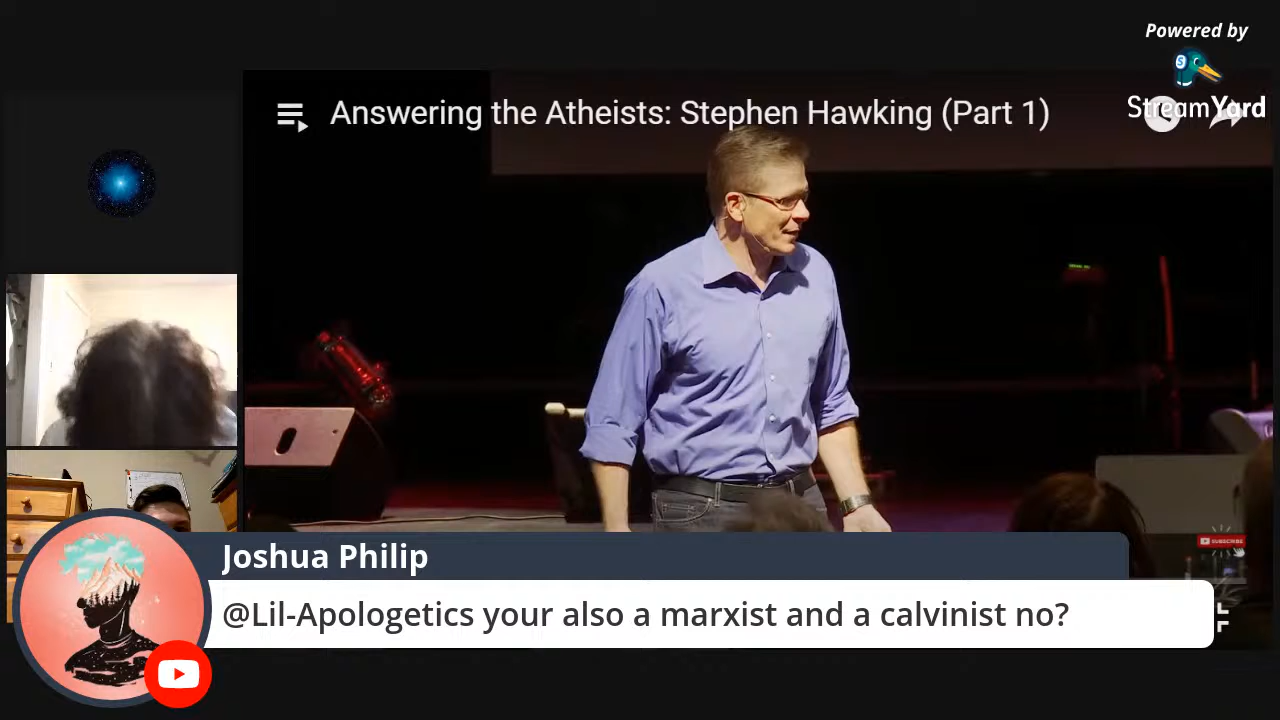 Powered by
StreamYard
Answering the Atheists: Stephen Hawking (Part 1)
SUBSCRIBE
Joshua Philip
@Lil-Apologetics your also a marxist and a calvinist no?